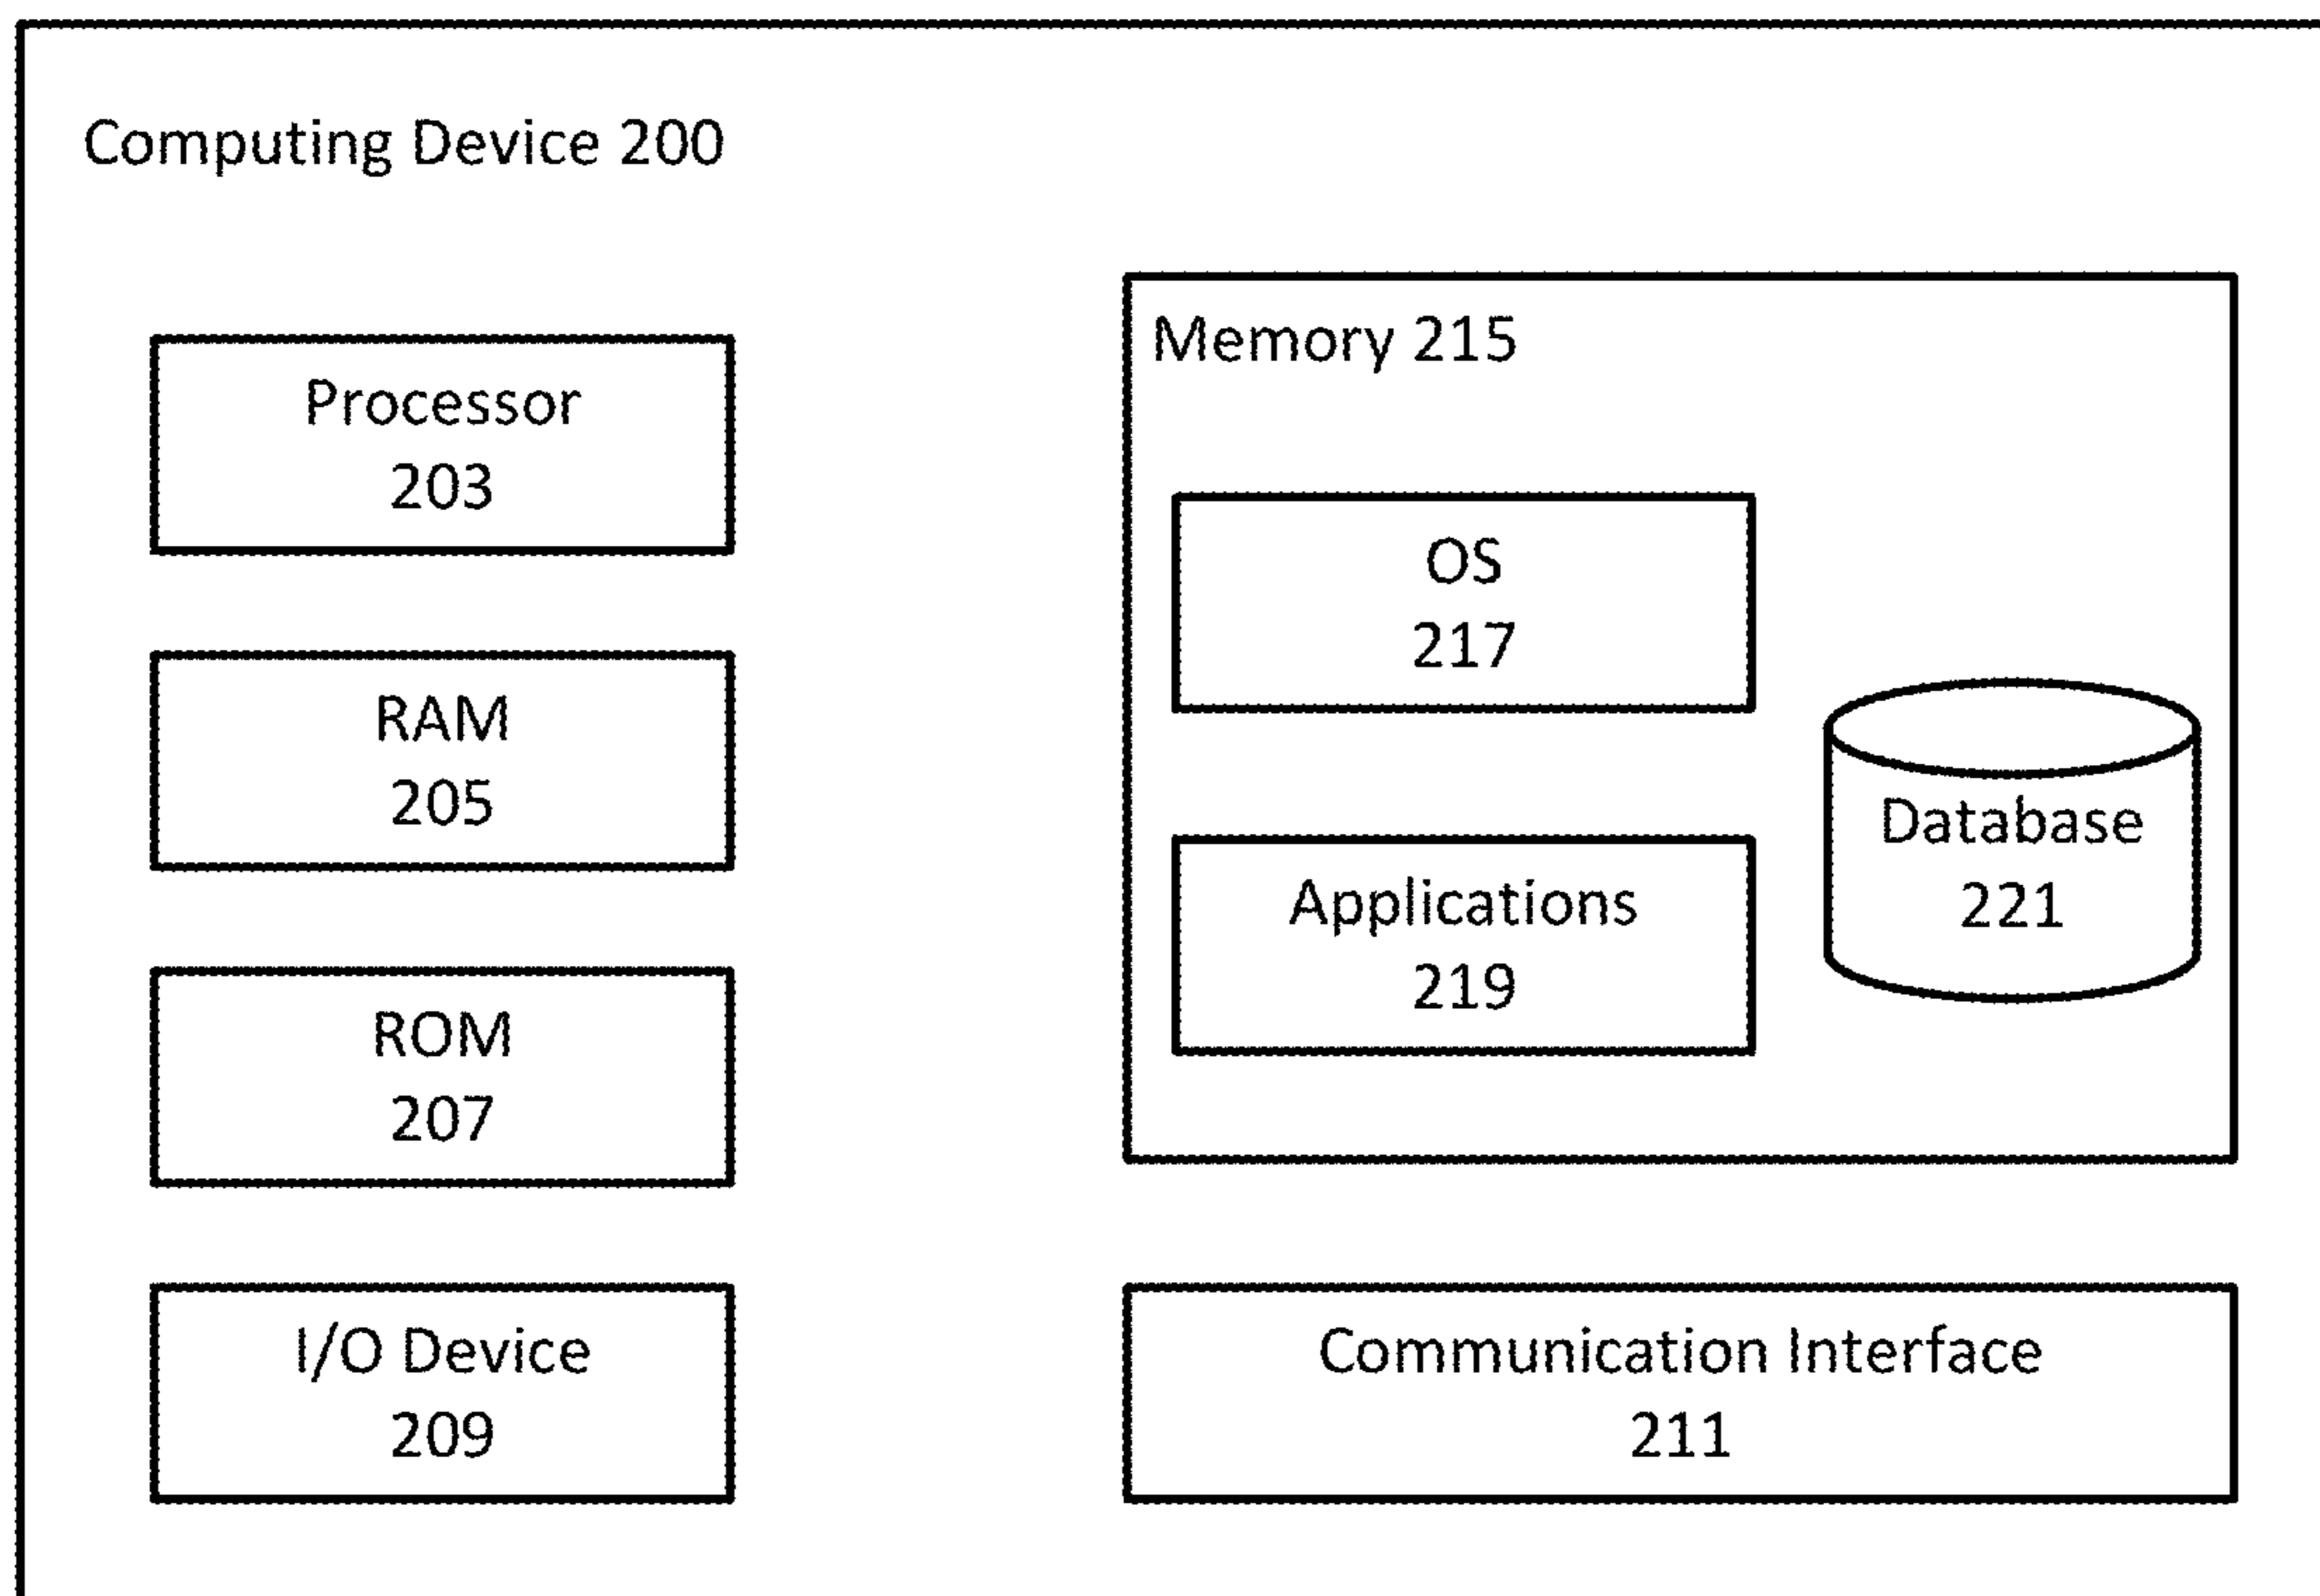 Computing Device 200
Processor
203
RAM
205
ROM
207
I/O Device
209
Memory 215
OS
217
Applications
219
Database
221
Communication Interface
211